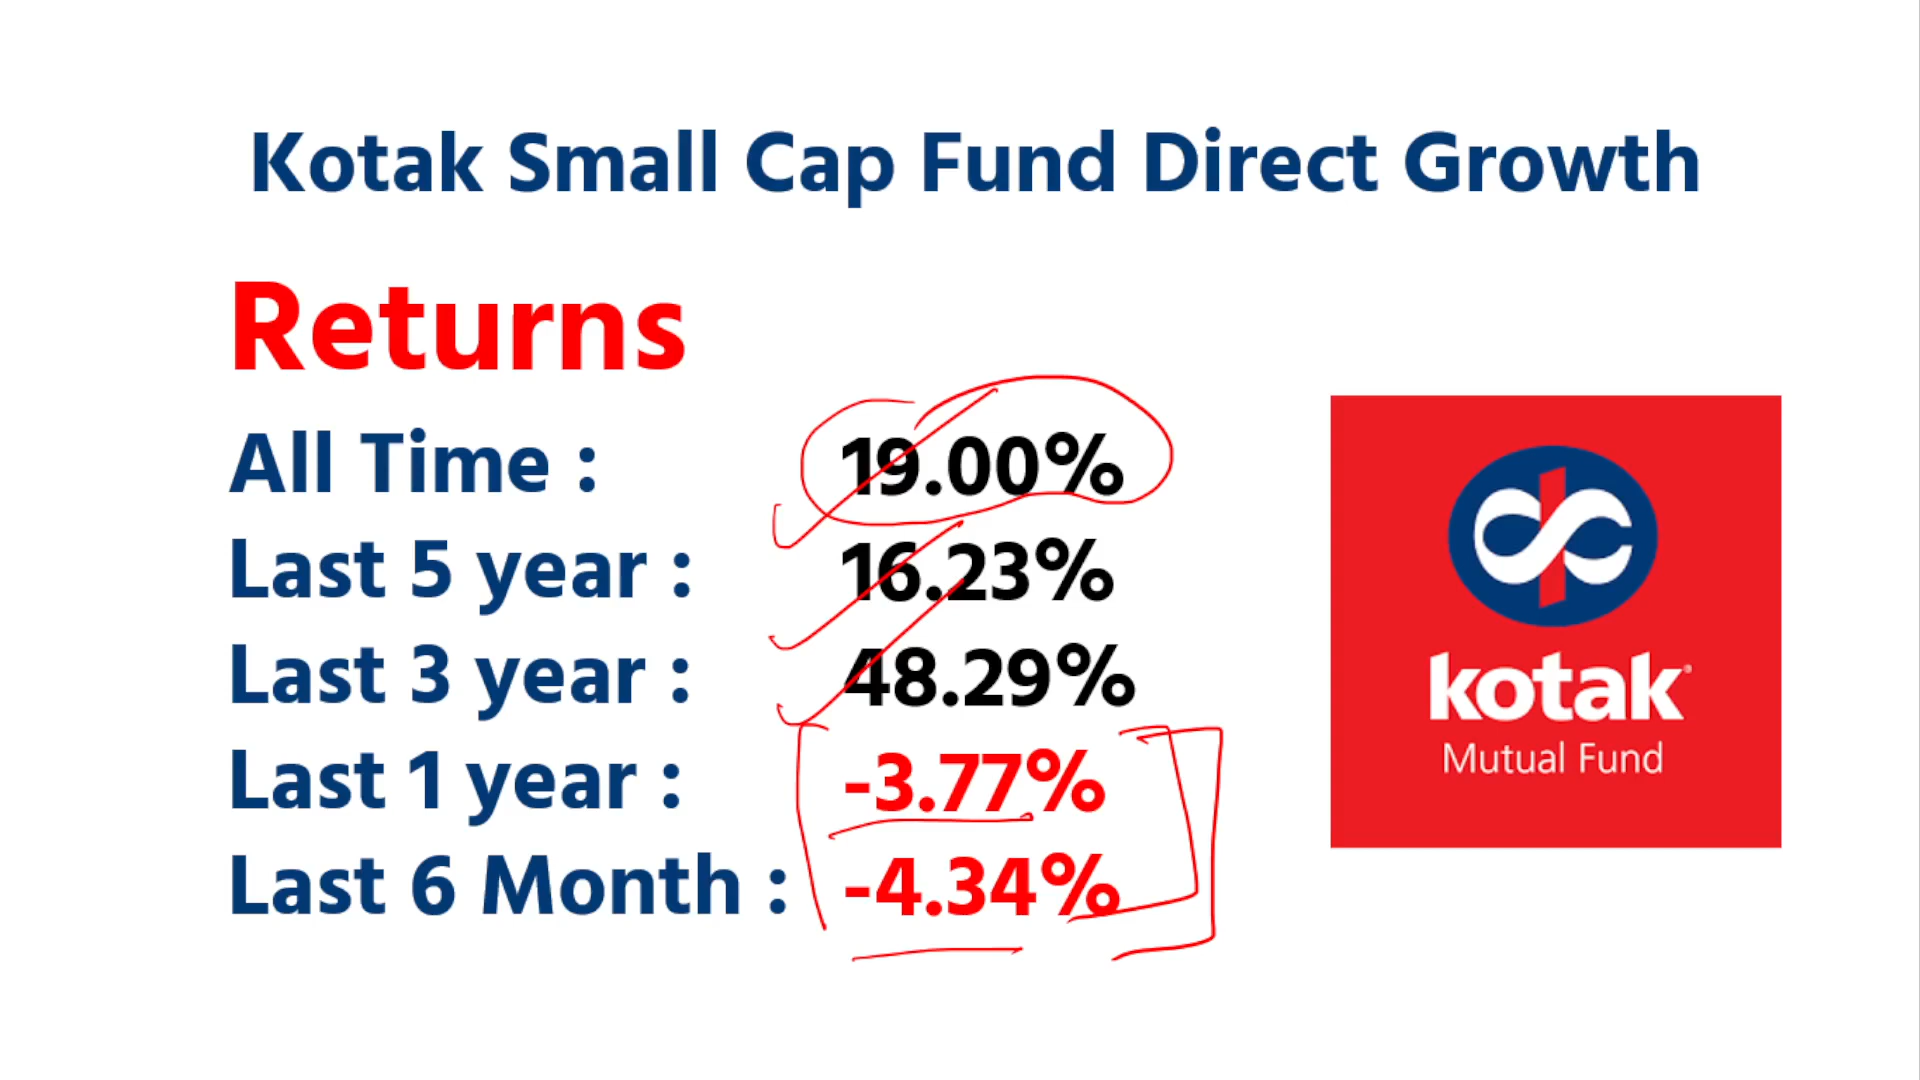 Kotak Small Cap Fund Direct Growth
Returns
All Time : 19.00%
Last 5 year : 16.23%
Last 3 year : 48.29%
Last 1 year : -3.77%
Last 6 Month : -4.34%
kotak
Mutual Fund